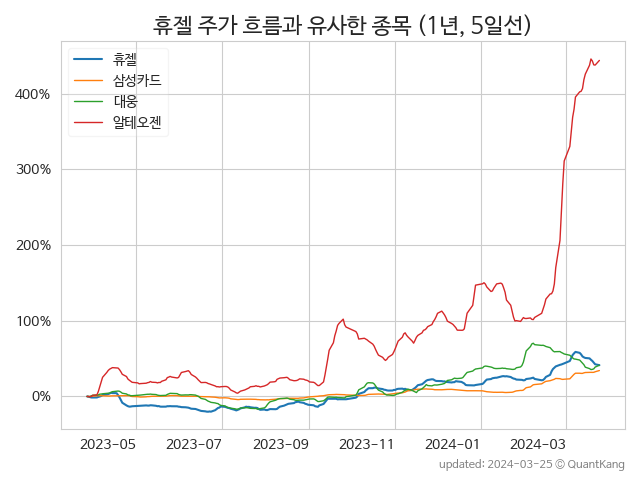 휴젤 주가 흐름과 유사한 종목 (1년, 5일선)
휴젤
삼성카드
대웅
알테오젠
400%
300%
200%
100%
0%
2023-05 2023-07 2023-09 2023-11 2024-01 2024-03
updated: 2024-03-25 © QuantKang